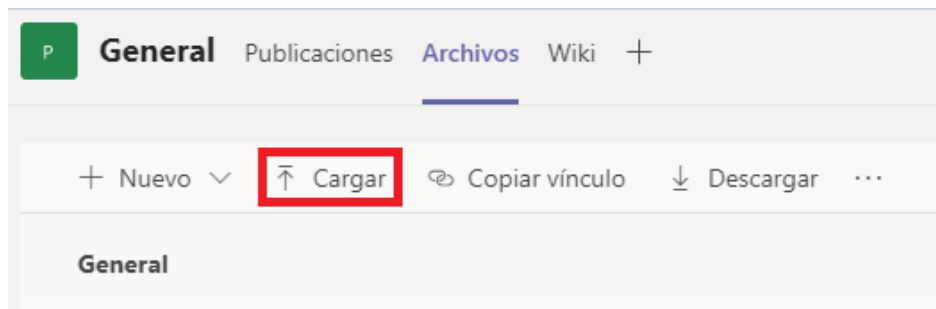 P General Publicaciones Archivos Wiki
Nuevo Cargar Copiar vínculo Descargar ...
General